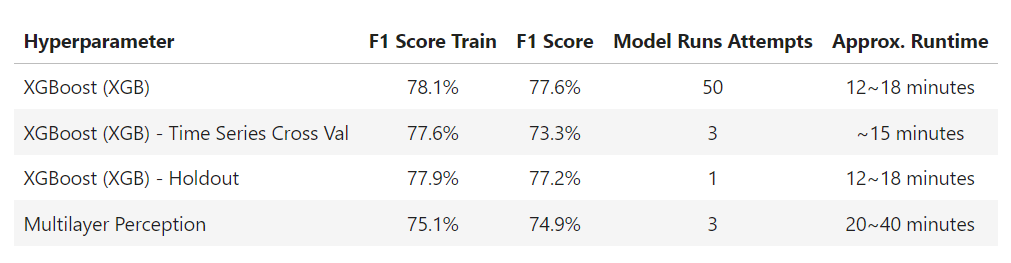 Hyperparameter F1 Score Train F1 Score Model Runs Attempts Approx. Runtime
XGBoost (XGB) 78.1% 77.6% 50 12~18 minutes
XGBoost (XGB) - Time Series Cross Val 77.6% 73.3% 3 ~15 minutes
XGBoost (XGB) - Holdout 77.9% 77.2% 1 12~18 minutes
Multilayer Perception 75.1% 74.9% 3 20~40 minutes